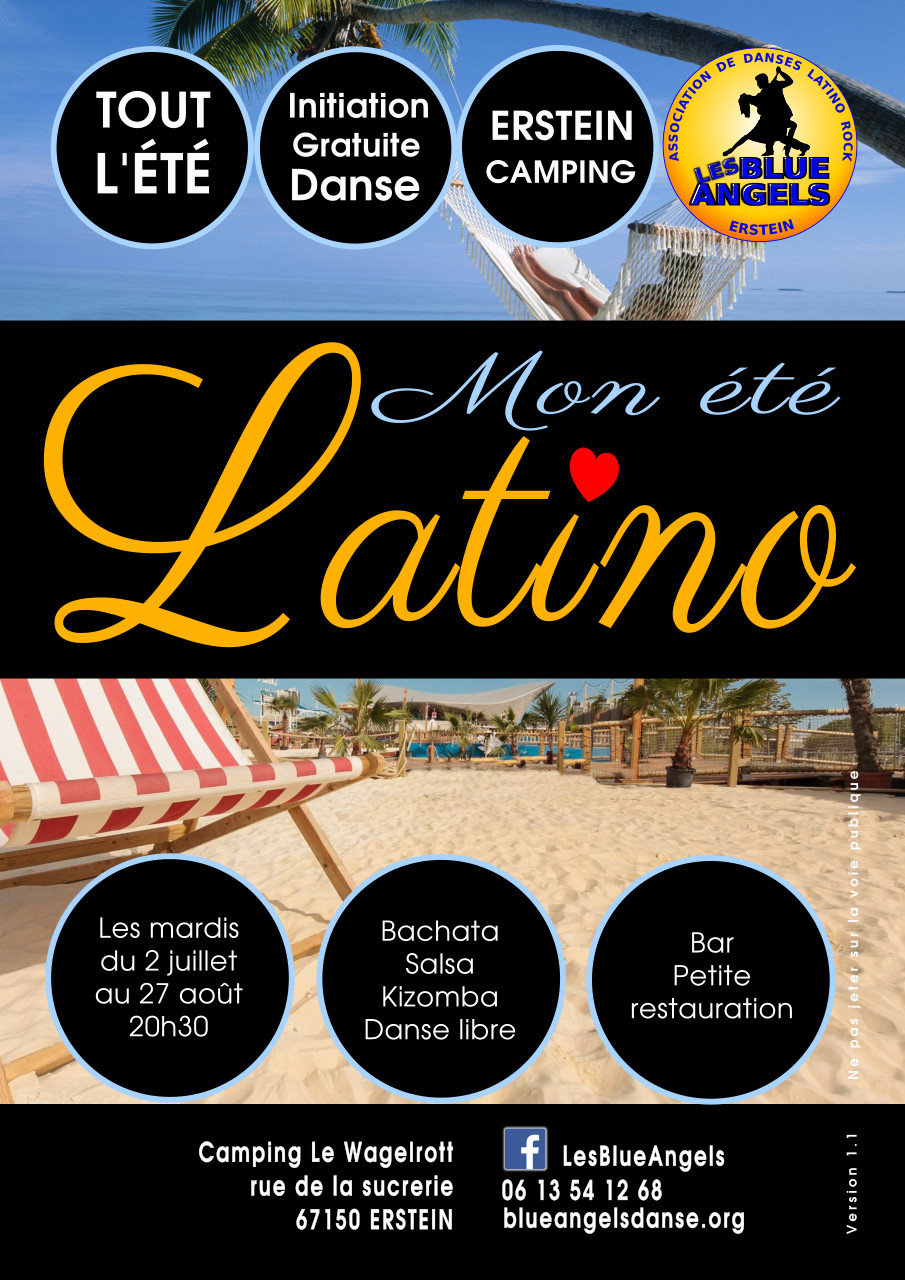 TOUT
L'ÉTÉ
Initiation
Gratuite
Danse
ERSTEIN
CAMPING
ASSOCIATION DE DANSES LATINO ROCK
LES BLUE
ANGELS
ERSTEIN
Mon été
Latino
Les mardis
du 2 juillet
au 27 août
20h30
Bachata
Salsa
Kizomba
Danse libre
Bar
Petite
restauration
Ne pas jeter sur la voie publique
Camping Le Wagelrott
rue de la sucrerie
67150 ERSTEIN
f LesBlueAngels
06 13 54 12 68
blueangelsdanse.org
Version 1.1